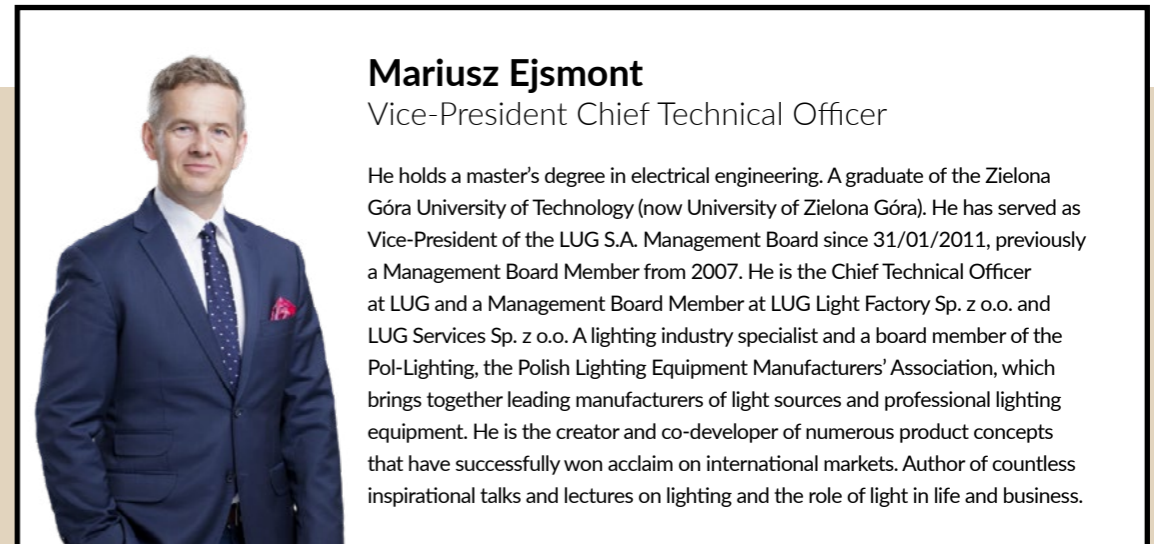 Mariusz Ejsmont
Vice-President Chief Technical Officer
He holds a master’s degree in electrical engineering. A graduate of the Zielona
Góra University of Technology (now University of Zielona Góra). He has served as
Vice-President of the LUG S.A. Management Board since 31/01/2011, previously
a Management Board Member from 2007. He is the Chief Technical Officer
at LUG and a Management Board Member at LUG Light Factory Sp. z o.o. and
LUG Services Sp. z o.o. A lighting industry specialist and a board member of the
Pol-Lighting, the Polish Lighting Equipment Manufacturers’ Association, which
brings together leading manufacturers of light sources and professional lighting
equipment. He is the creator and co-developer of numerous product concepts
that have successfully won acclaim on international markets. Author of countless
inspirational talks and lectures on lighting and the role of light in life and business.